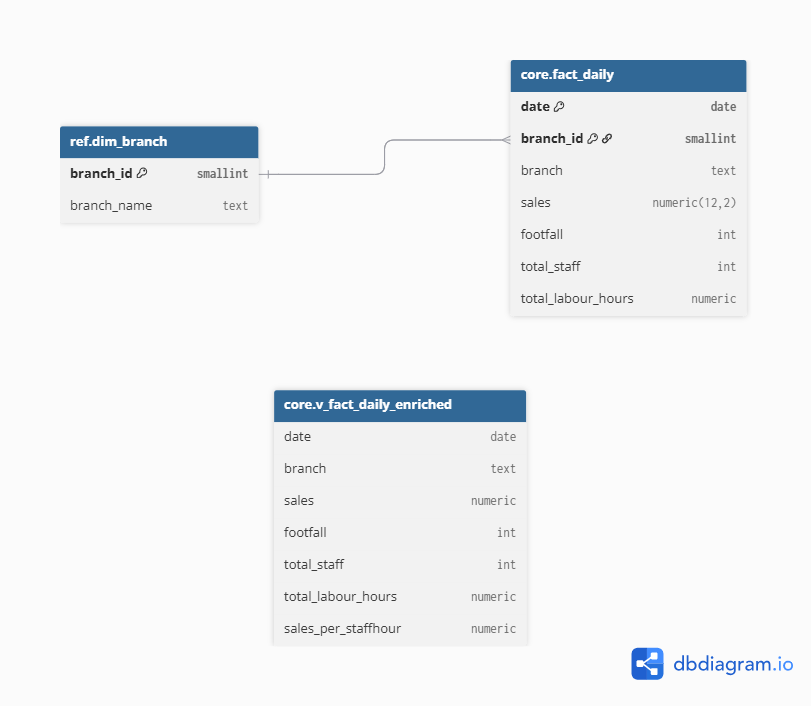 core.fact_daily
date date
branch_id smallint
branch text
sales numeric(12,2)
footfall int
total_staff int
total_labour_hours numeric
ref.dim_branch
branch_id smallint
branch_name text
core.v_fact_daily_enriched
date date
branch text
sales numeric
footfall int
total_staff int
total_labour_hours numeric
sales_per_staffhour numeric
dbdiagram.io